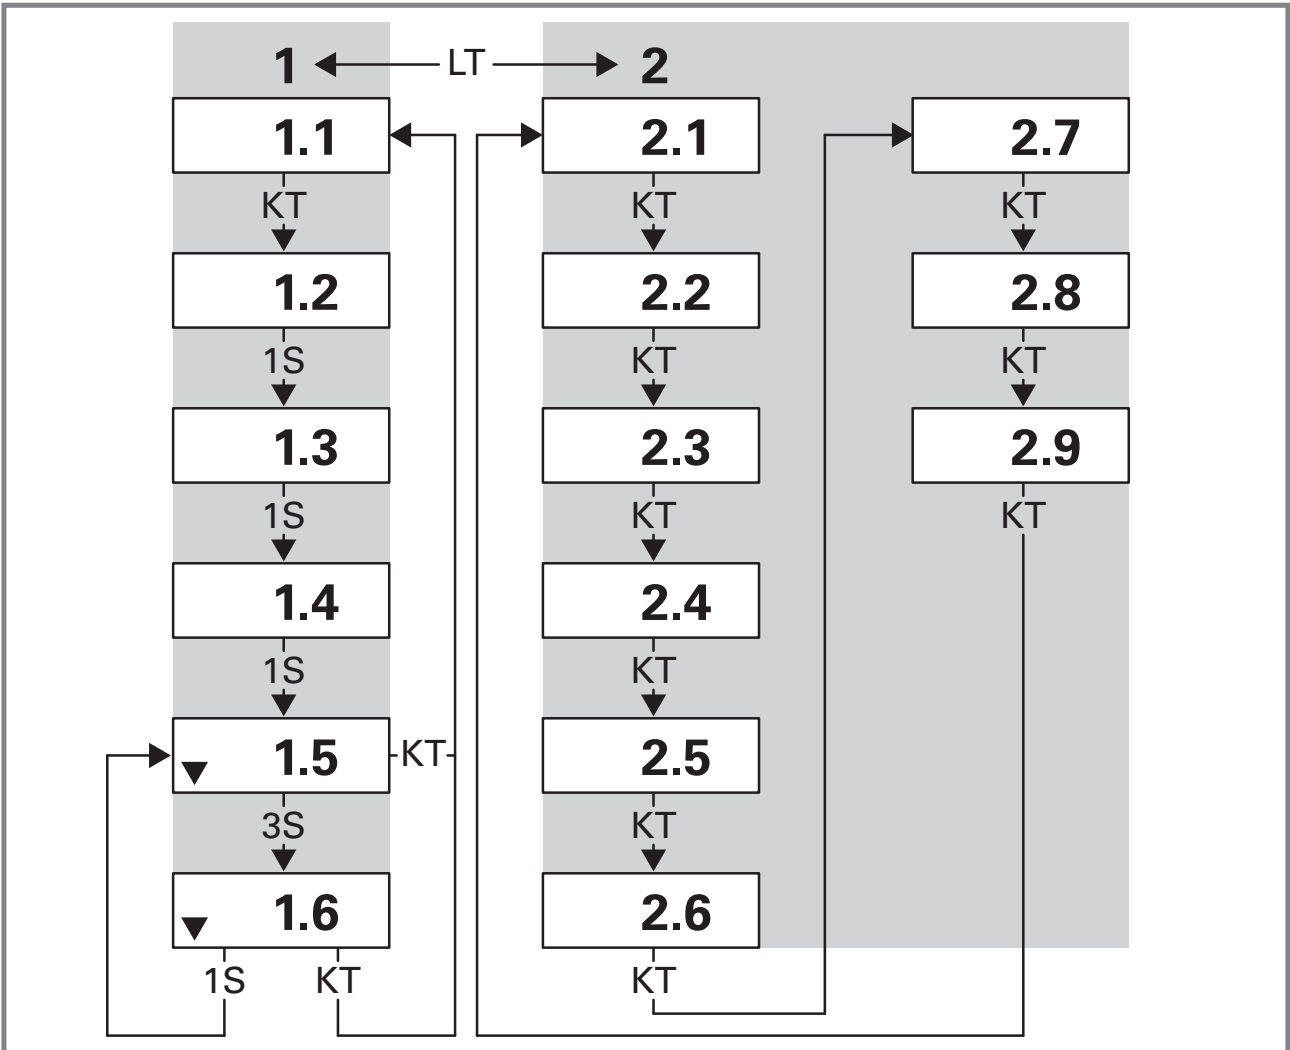 1 LT 2
1.1 2.1 2.7
KT KT KT
1.2 2.2 2.8
1S KT KT
1.3 2.3 2.9
1S KT KT
1.4 2.4
1S KT
1.5 KT 2.5
3S KT
1.6 2.6
1S KT KT